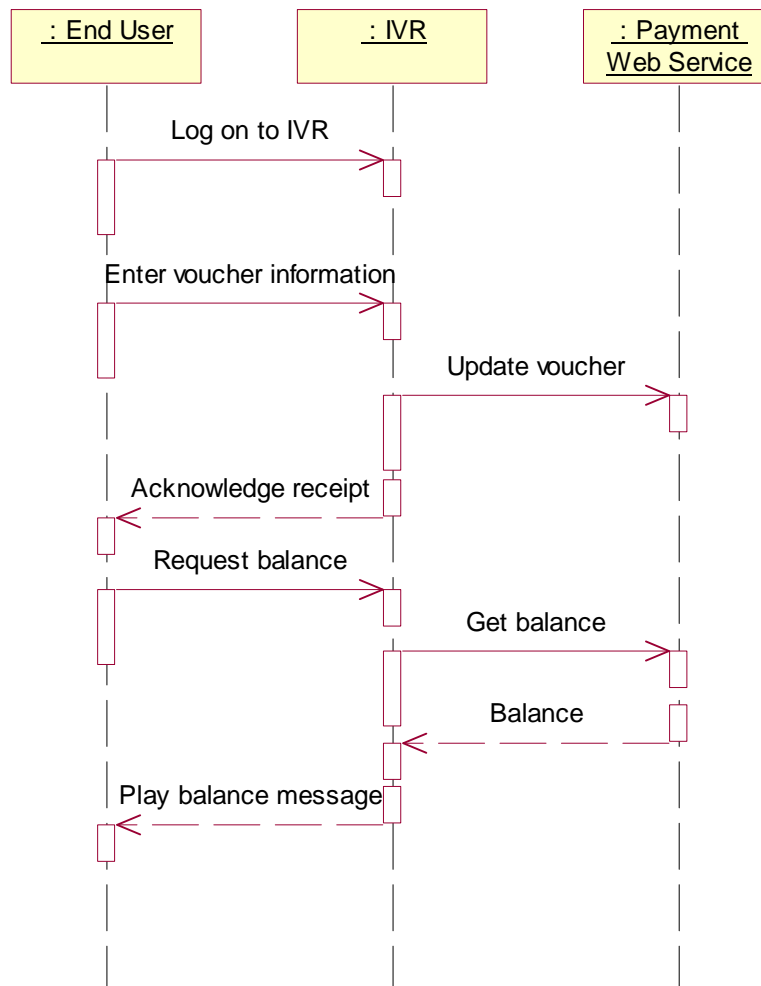 : End User
: IVR
: Payment
Web Service
Log on to IVR
Enter voucher information
Update voucher
Acknowledge receipt
Request balance
Get balance
Balance
Play balance message